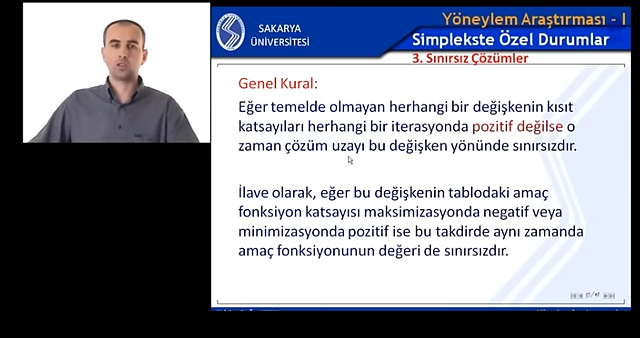 SAKARYA
ÜNİVERSİTESİ
Yöneylem Araştırması - I
Simplekste Özel Durumlar
3. Sınırsız Çözümler
Genel Kural:
Eğer temelde olmayan herhangi bir değişkenin kısıt
katsayıları herhangi bir iterasyonda pozitif değilse o
zaman çözüm uzayı bu değişken yönünde sınırsızdır.
İlave olarak, eğer bu değişkenin tablodaki amaç
fonksiyon katsayısı maksimizasyonda negatif veya
minimizasyonda pozitif ise bu takdirde aynı zamanda
amaç fonksiyonunun değeri de sınırsızdır.